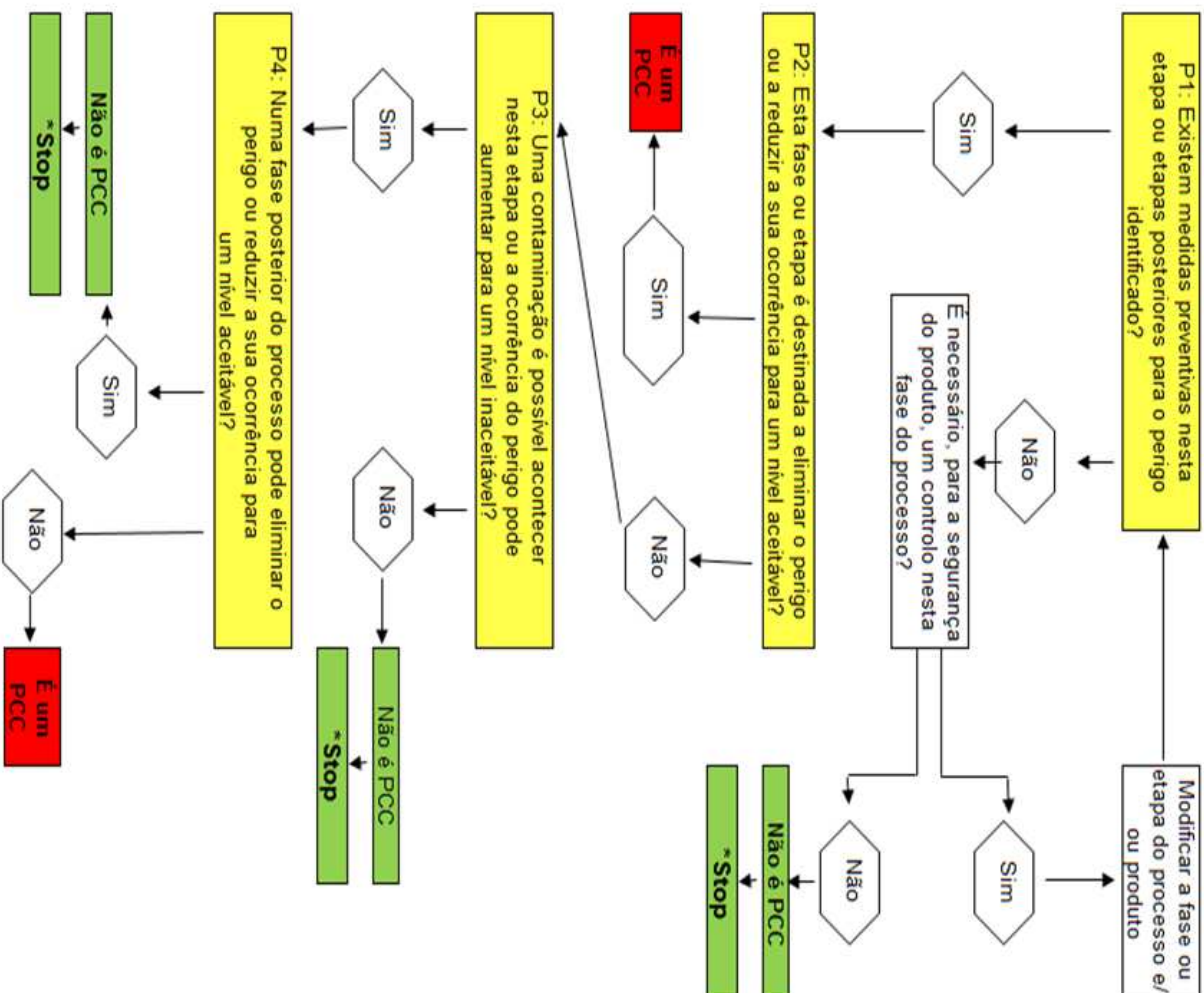 P1: Existem medidas preventivas nesta
etapa ou etapas posteriores para o perigo
identificado?
Modificar a fase ou
etapa do processo e/
ou produto
Sim
Não
Sim
É necessário, para a segurança
do produto, um controlo nesta
fase do processo?
Não
Não é PCC
*Stop
P2: Esta fase ou etapa é destinada a eliminar o perigo
ou a reduzir a sua ocorrência para um nível aceitável?
Sim
Não
É um
PCC
P3: Uma contaminação é possível acontecer
nesta etapa ou a ocorrência do perigo pode
aumentar para um nível inaceitável?
Sim
Não
Não é PCC
*Stop
P4: Numa fase posterior do processo pode eliminar o
perigo ou reduzir a sua ocorrência para
um nível aceitável?
Sim
Não
Não é PCC
*Stop
É um
PCC